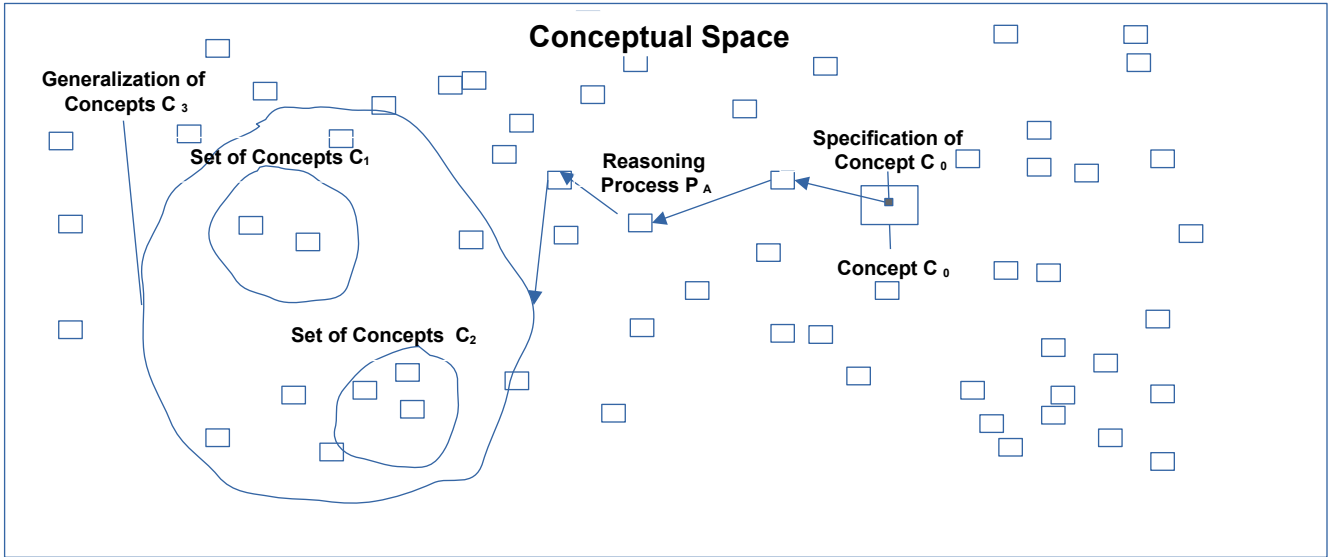 Conceptual Space
Generalization of
Concepts C 3
Set of Concepts C1
Reasoning
Process P A
Specification of
Concept C 0
Concept C 0
Set of Concepts C2